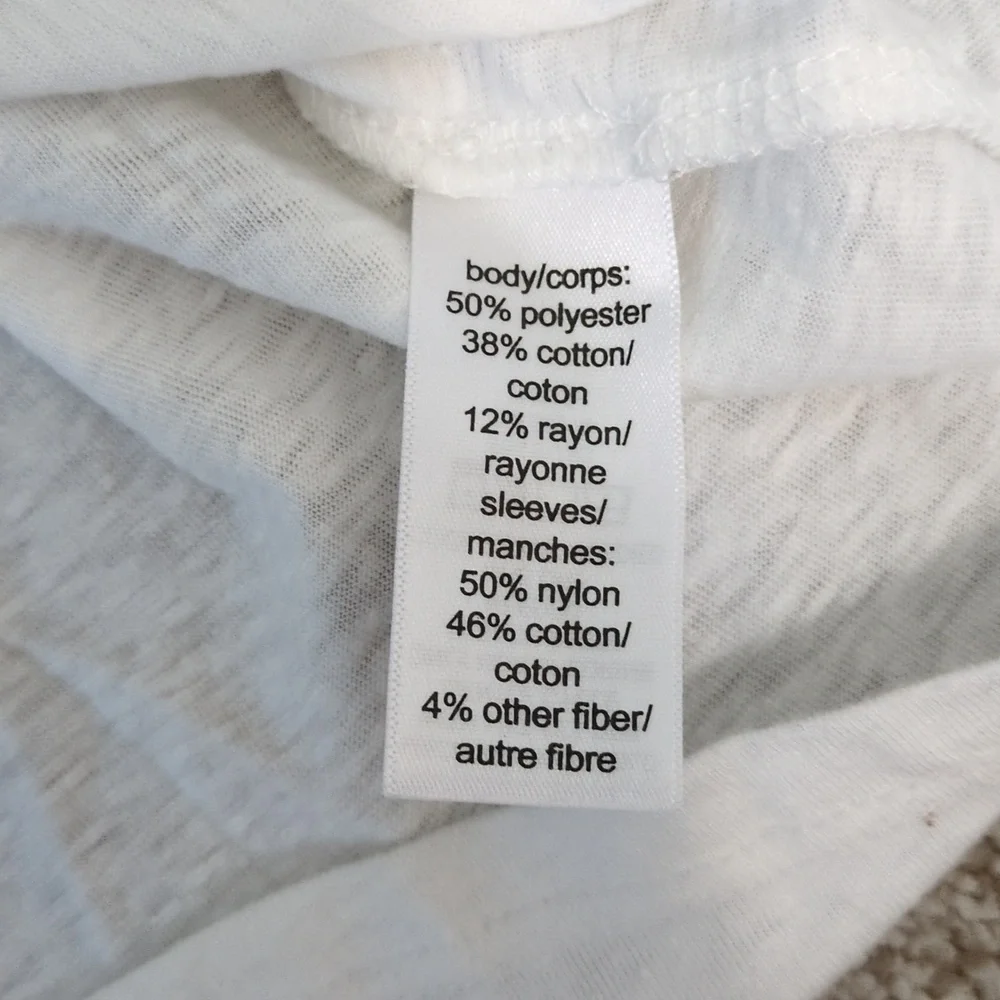 body/corps:
50% polyester
38% cotton/
coton
12% rayon/
rayonne
sleeves/
manches:
50% nylon
46% cotton/
coton
4% other fiber/
autre fibre